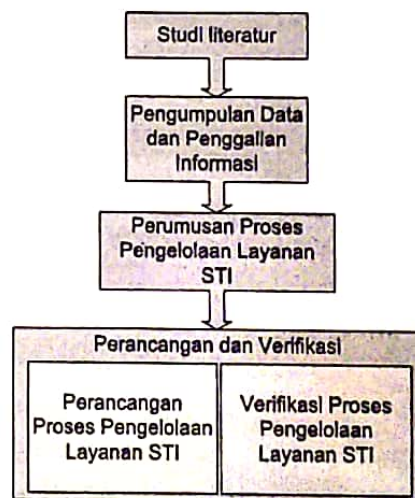 Studi literatur
Pengumpulan Data
dan Penggalian
Informasi
Perumusan Proses
Pengelolaan Layanan
STI
Perancangan dan Verifikasi
Perancangan
Proses Pengelolaan
Layanan STI
Verifikasi Proses
Pengelolaan
Layanan STI